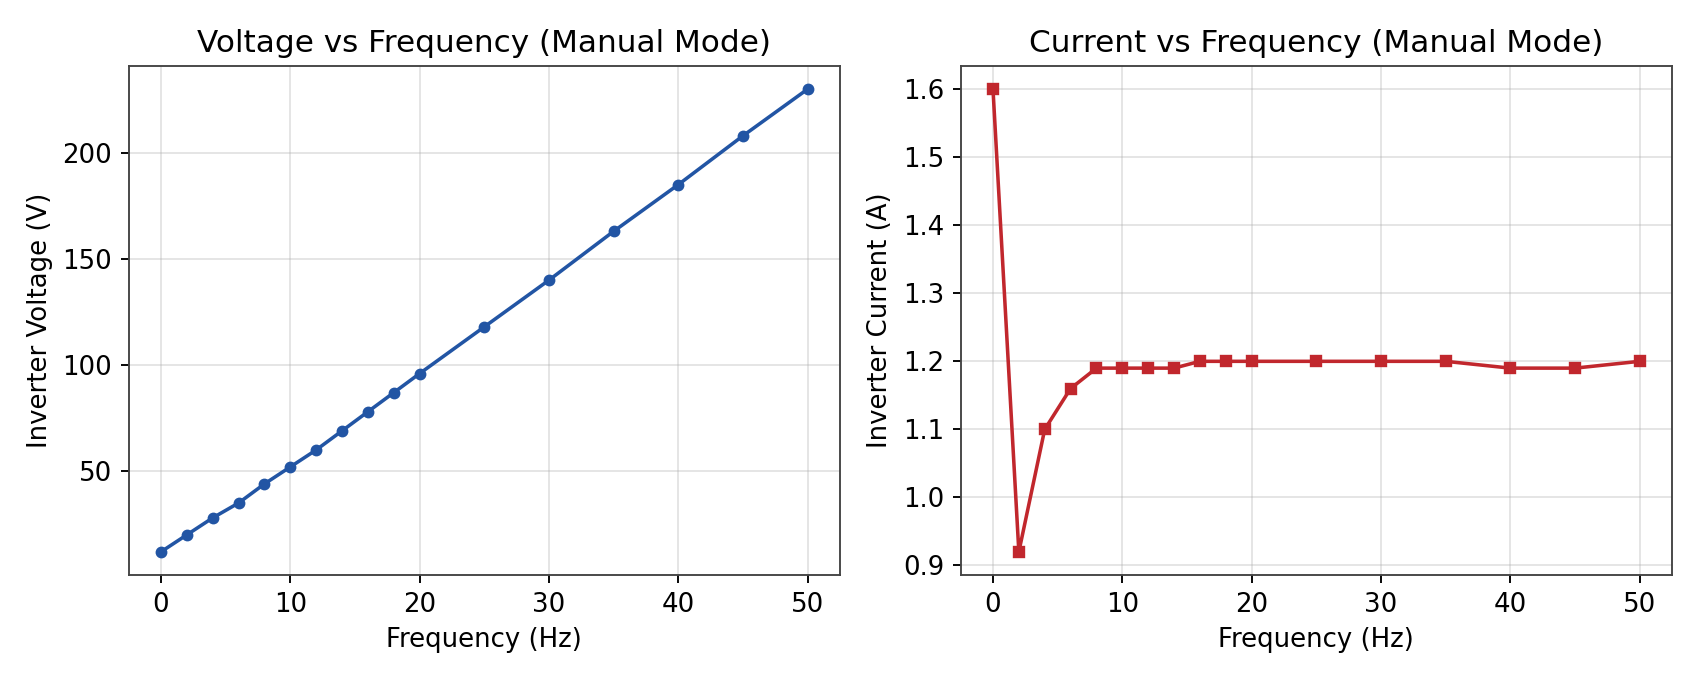 Voltage vs Frequency (Manual Mode)
Inverter Voltage (V)
200
150
100
50
0 10 20 30 40 50
Frequency (Hz)
Current vs Frequency (Manual Mode)
Inverter Current (A)
1.6
1.5
1.4
1.3
1.2
1.1
1.0
0.9
0 10 20 30 40 50
Frequency (Hz)